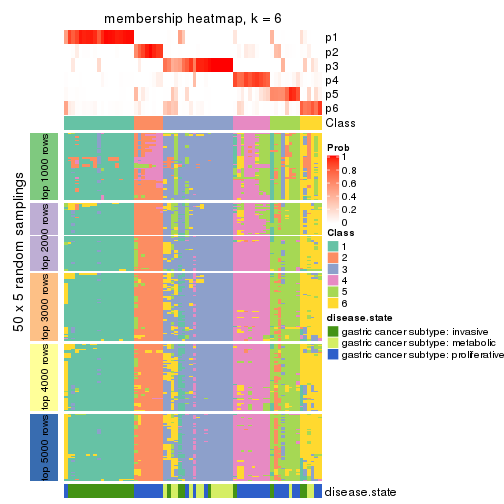 membership heatmap, k = 6
p1
p2
p3
p4
p5
p6
Class
Prob
1
0.8
0.6
0.4
0.2
0
Class
1
2
3
4
5
6
disease.state
gastric cancer subtype: invasive
gastric cancer subtype: metabolic
gastric cancer subtype: proliferative
50 x 5 random samplings
top 1000 rows
top 2000 rows
top 3000 rows
top 4000 rows
top 5000 rows
disease.state